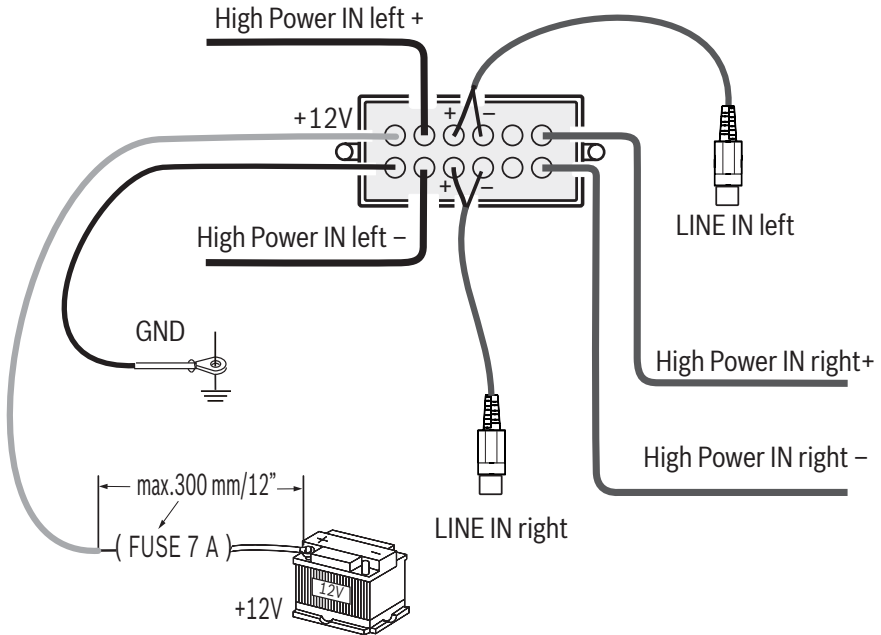 High Power IN left +
+12V
+ −
LINE IN left
+ −
High Power IN left −
GND
High Power IN right+
High Power IN right −
max.300 mm/12”
LINE IN right
( FUSE 7 A )
+ −
12V
+12V